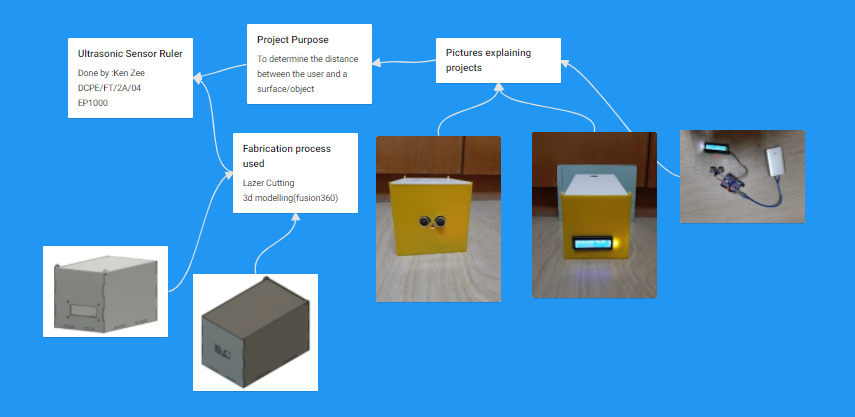 Ultrasonic Sensor Ruler
Done by :Ken Zee
DCPE/FT/2A/04
EP1000
Project Purpose
To determine the distance
between the user and a
surface/object
Pictures explaining
projects
Fabrication process
used
Lazer Cutting
3d modelling(fusion360)